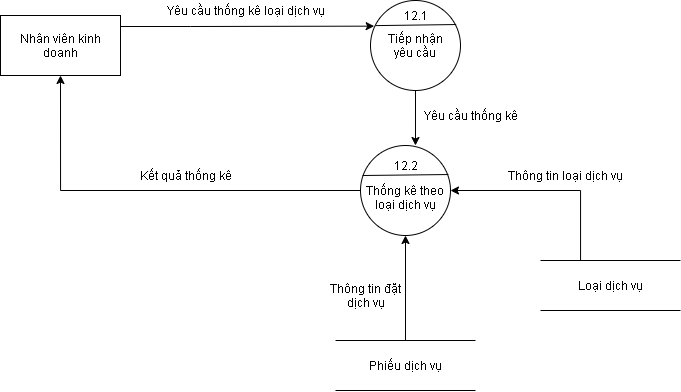 Yêu cầu thống kê loại dịch vụ
12.1
Tiếp nhận
yêu cầu
Nhân viên kinh
doanh
Yêu cầu thống kê
12.2
Thống kê theo
loại dịch vụ
Kết quả thống kê
Thông tin loại dịch vụ
Thông tin đặt
dịch vụ
Loại dịch vụ
Phiếu dịch vụ